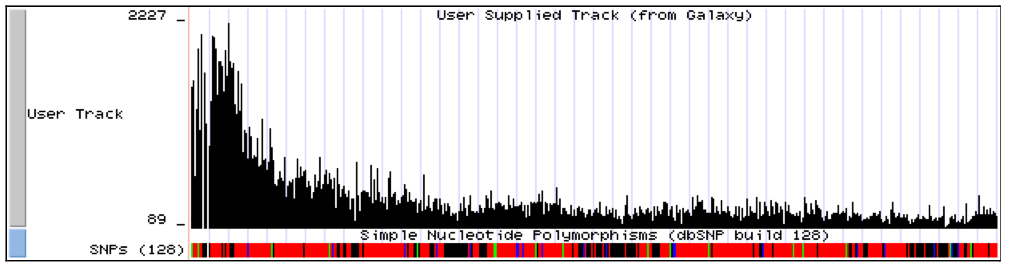 2227 _
User Supplied Track (from Galaxy)
User Track
89 _
Simple Nucleotide Polymorphisms (dbSNP build 128)
SNPs (128)